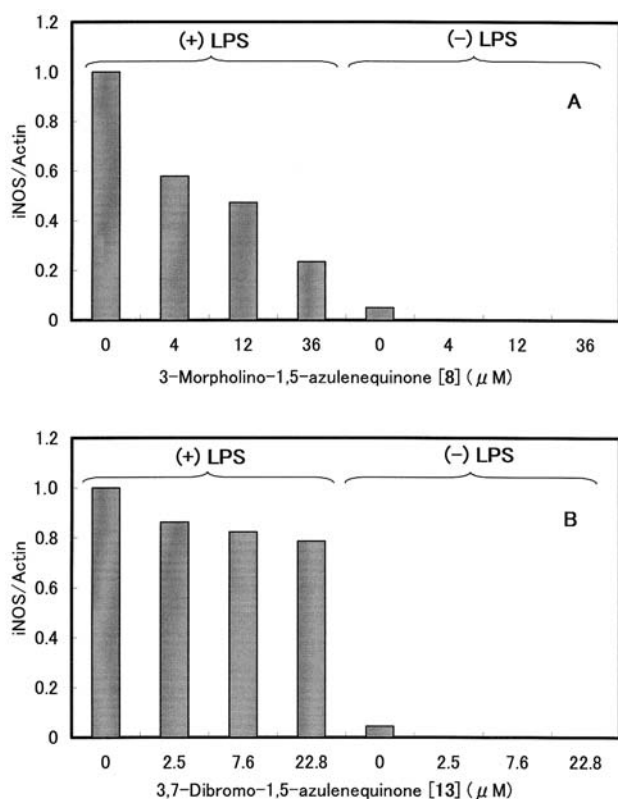 1.2
(+) LPS
(-) LPS
1.0
A
0.8
iNOS/Actin
0.6
0.4
0.2
0
0 4 12 36 0 4 12 36
3-Morpholino-1,5-azulenequinone [8] (μM)
1.2
(+) LPS
(-) LPS
1.0
B
0.8
iNOS/Actin
0.6
0.4
0.2
0
0 2.5 7.6 22.8 0 2.5 7.6 22.8
3,7-Dibromo-1,5-azulenequinone [13] (μM)